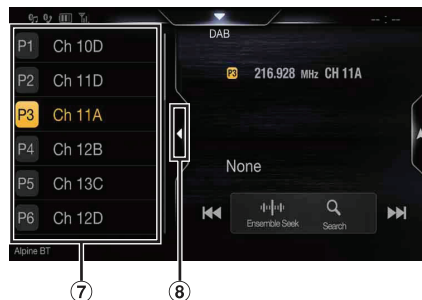 -- : --
DAB
P1 Ch 10D
P2 Ch 11D
P3 Ch 11A
P4 Ch 12B
P5 Ch 13C
P6 Ch 12D
P3 216.928 MHz CH 11A
None
Ensemble Seek
Search
Alpine BT
7
8